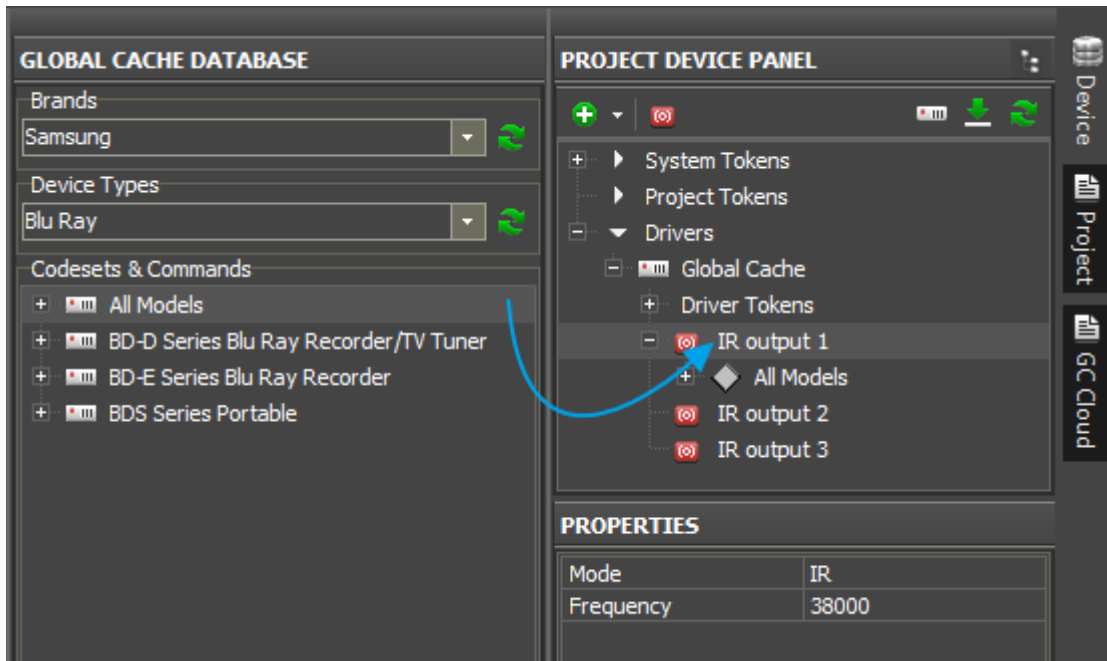 GLOBAL CACHE DATABASE
Brands
Samsung
Device Types
Blu Ray
Codesets & Commands
All Models
BD-D Series Blu Ray Recorder/TV Tuner
BD-E Series Blu Ray Recorder
BDS Series Portable
PROJECT DEVICE PANEL
System Tokens
Project Tokens
Drivers
Global Cache
Driver Tokens
IR output 1
All Models
IR output 2
IR output 3
PROPERTIES
Mode IR
Frequency 38000
Device
Project
GC Cloud